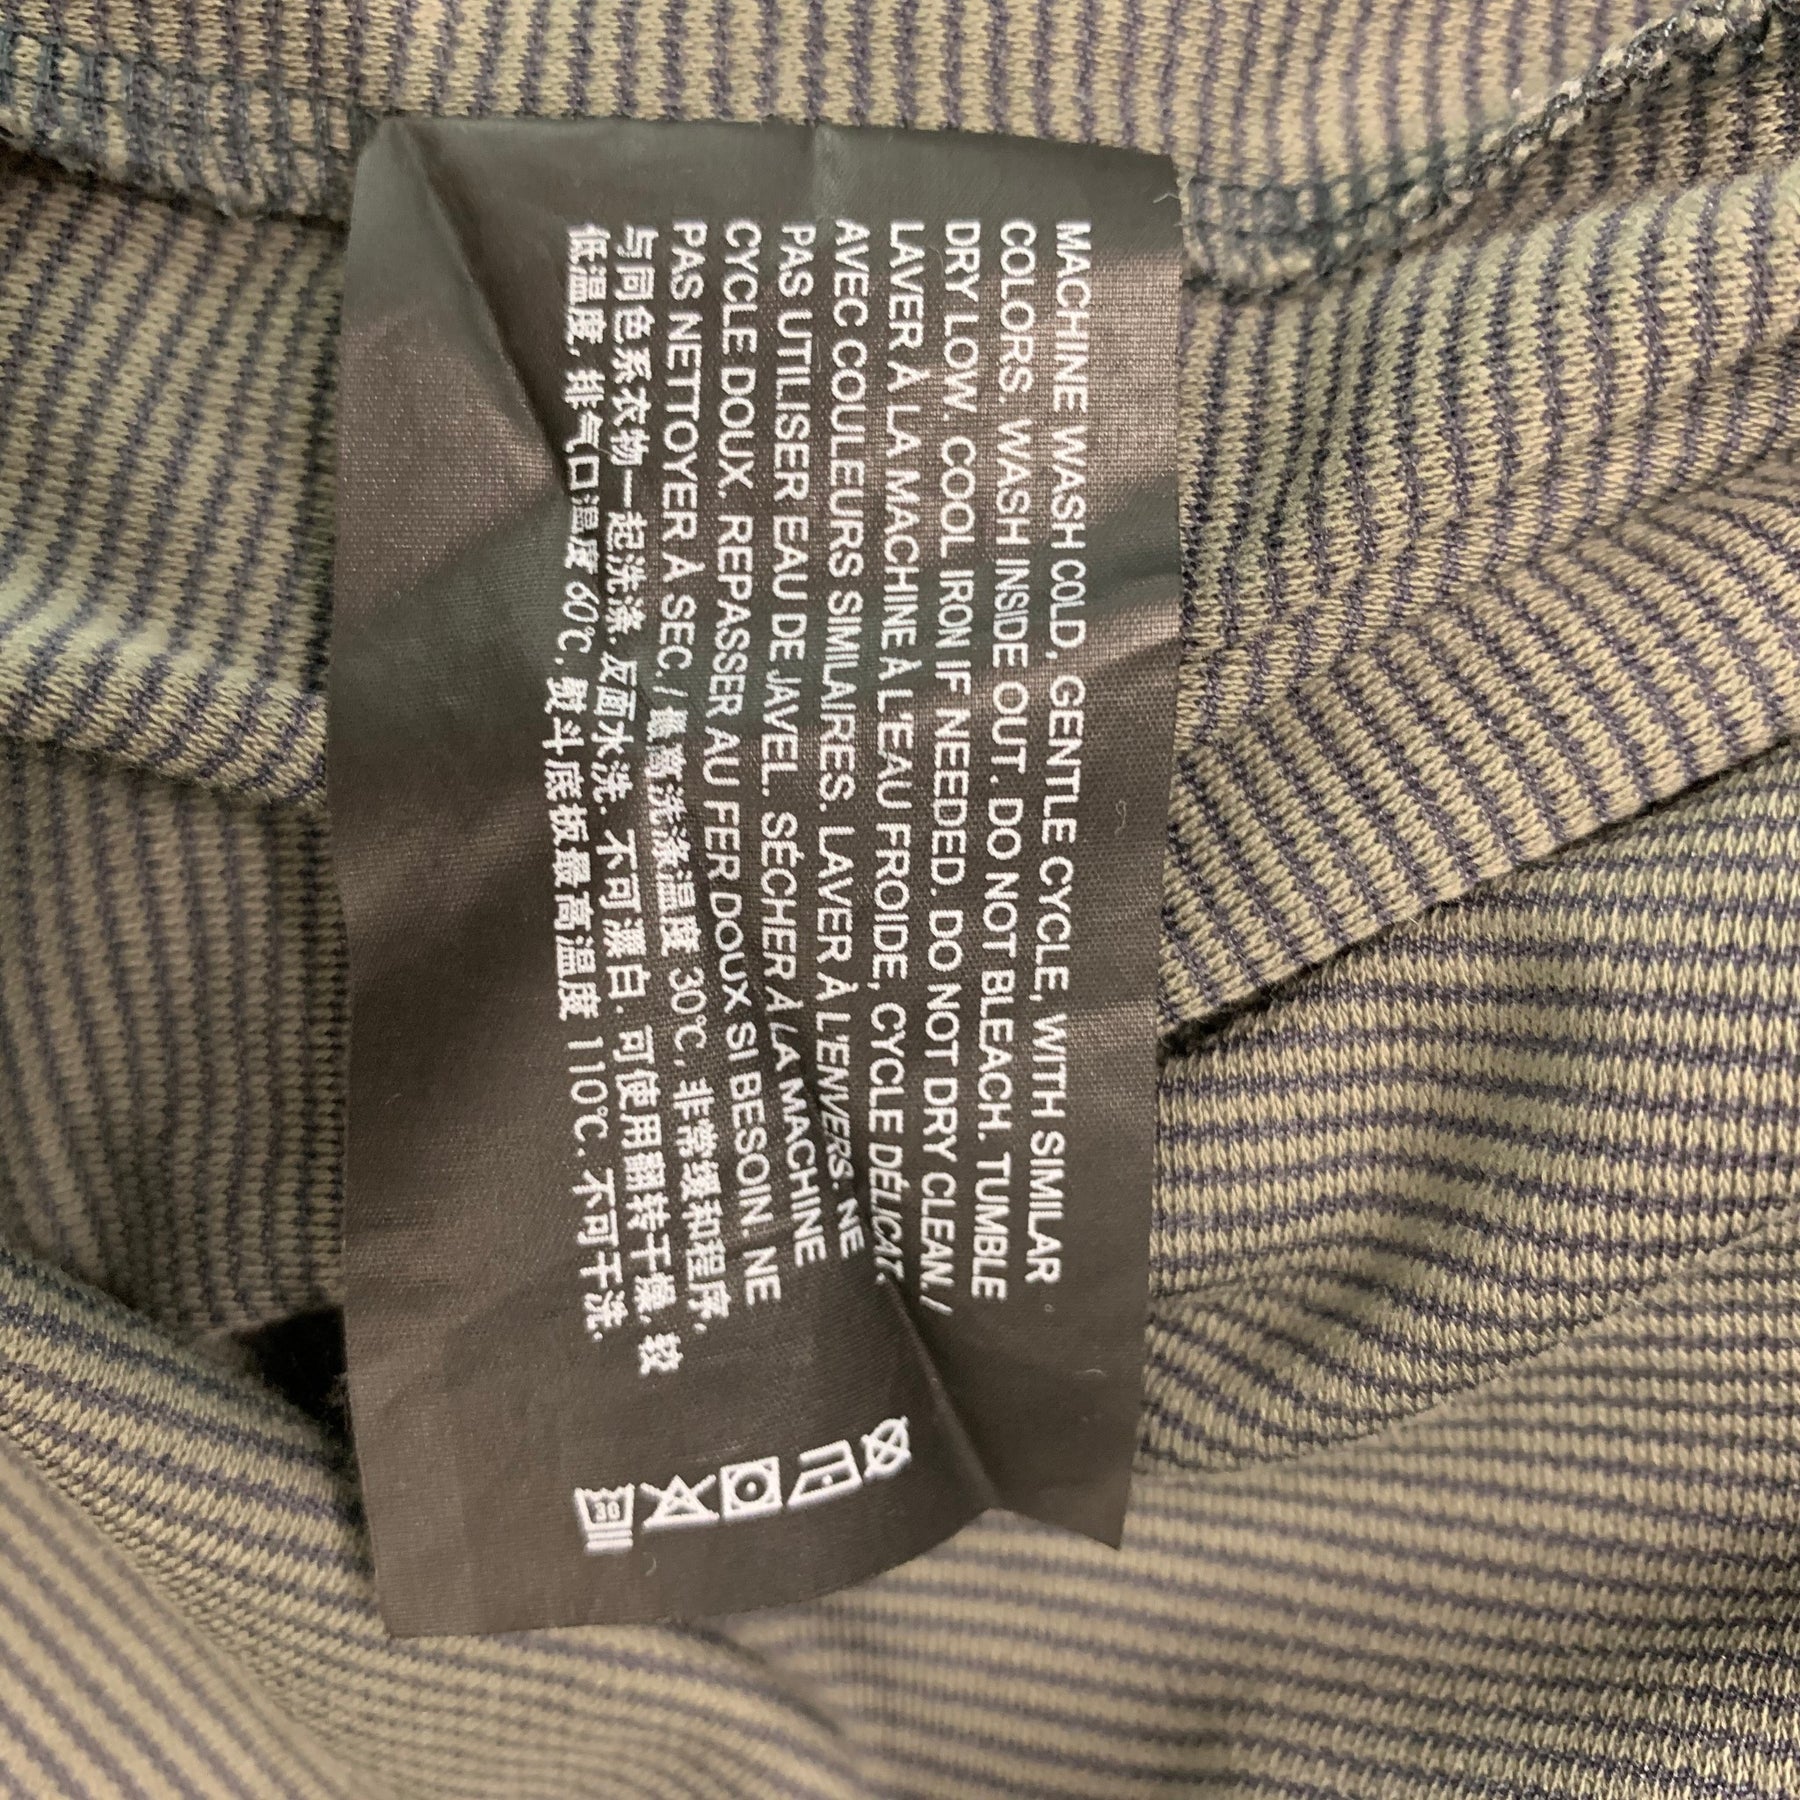 MACHINE WASH COLD, GENTLE CYCLE, WITH SIMILAR
COLORS. WASH INSIDE OUT. DO NOT BLEACH. TUMBLE
DRY LOW. COOL IRON IF NEEDED. DO NOT DRY CLEAN. /
LAVER À LA MACHINE À L'EAU FROIDE, CYCLE DÉLICAT.
AVEC COULEURS SIMILAIRES. LAVER À L'ENVERS. NE
PAS UTILISER EAU DE JAVEL. SÉCHER À LA MACHINE
CYCLE DOUX. REPASSER AU FER DOUX SI BESOIN. NE
PAS NETTOYER À SEC. / 最高洗涤温度 30℃, 非常缓和程序.
与同色系衣物一起洗涤. 反面水洗. 不可漂白. 可使用翻转干燥. 较
低温度, 排气口温度 60℃. 熨斗底板最高温度 110℃. 不可干洗.
30